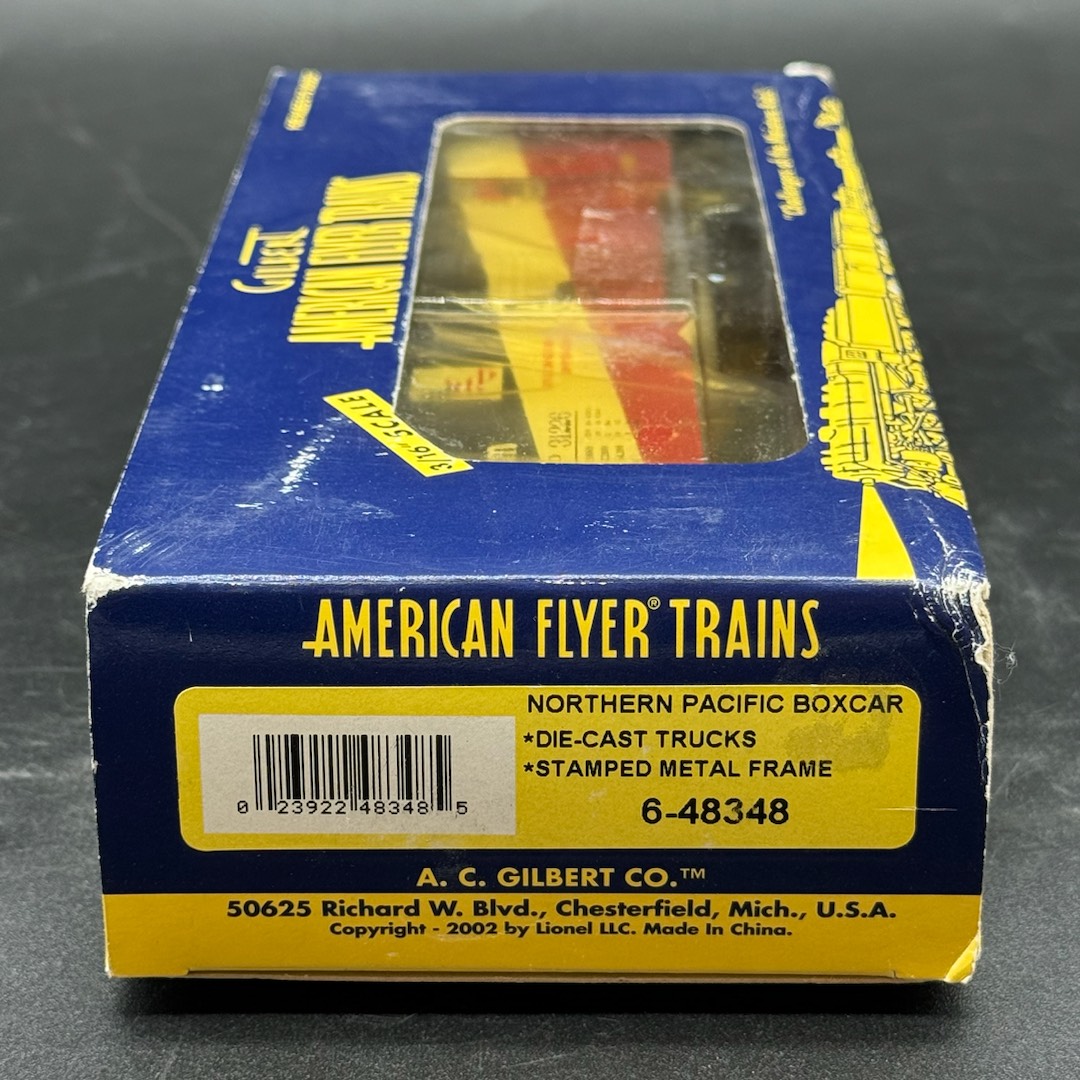 Gilbert
AMERICAN FLYER TRAINS
3/16" SCALE
31226
AMERICAN FLYER® TRAINS
NORTHERN PACIFIC BOXCAR
*DIE-CAST TRUCKS
*STAMPED METAL FRAME
6-48348
0 23922 48348 5
A. C. GILBERT CO.™
50625 Richard W. Blvd., Chesterfield, Mich., U.S.A.
Copyright - 2002 by Lionel LLC. Made In China.